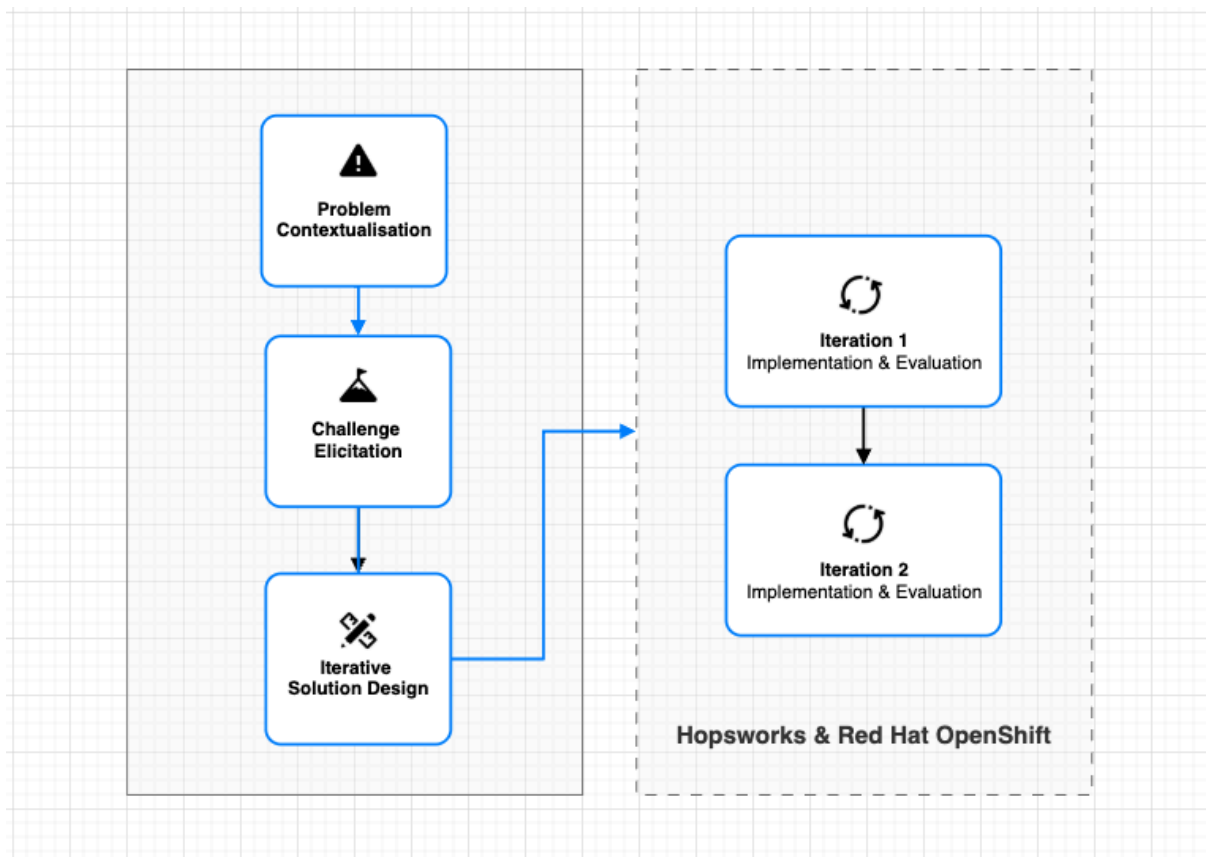 Problem
Contextualisation
Challenge
Elicitation
Iterative
Solution Design
Iteration 1
Implementation & Evaluation
Iteration 2
Implementation & Evaluation
Hopsworks & Red Hat OpenShift